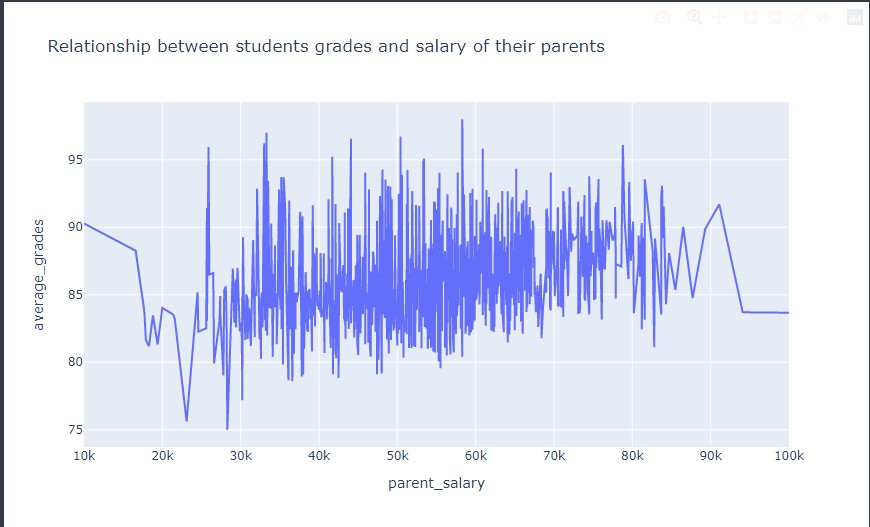 Relationship between students grades and salary of their parents
average_grades
95
90
85
80
75
10k 20k 30k 40k 50k 60k 70k 80k 90k 100k
parent_salary